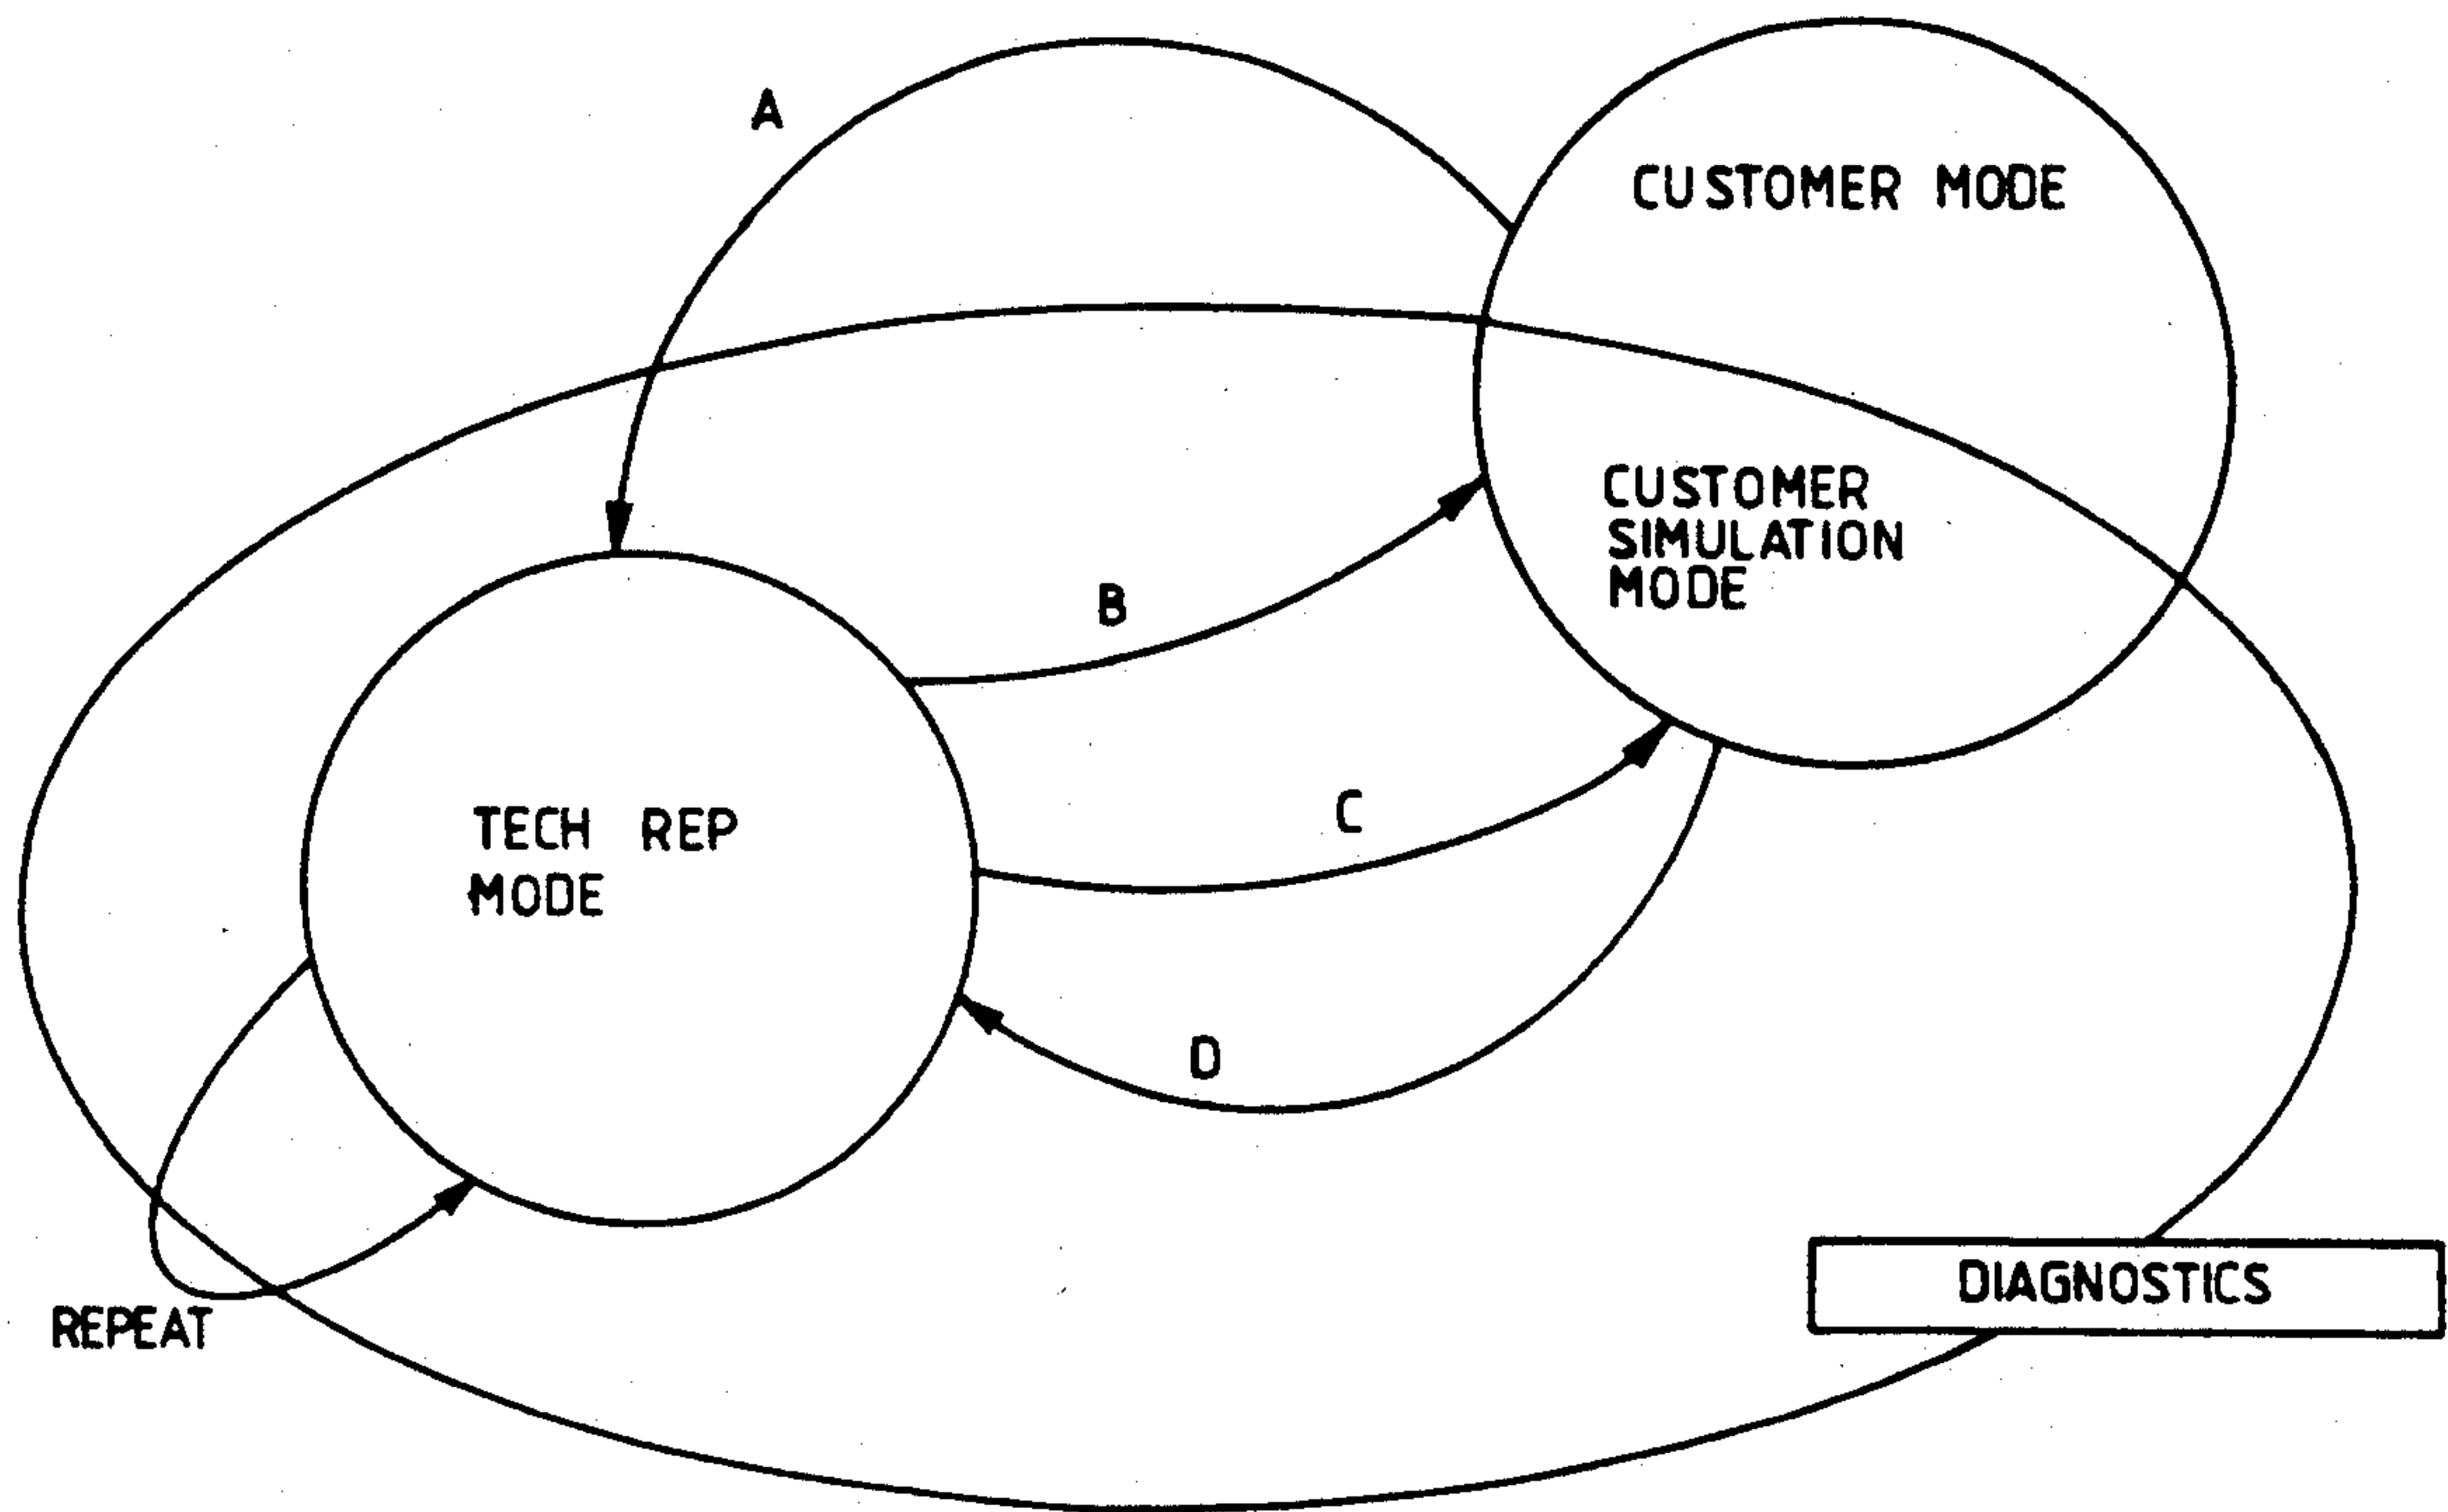 A
CUSTOMER MODE
CUSTOMER
SIMULATION
MODE
B
TECH REP
MODE
C
D
REPEAT
DIAGNOSTICS